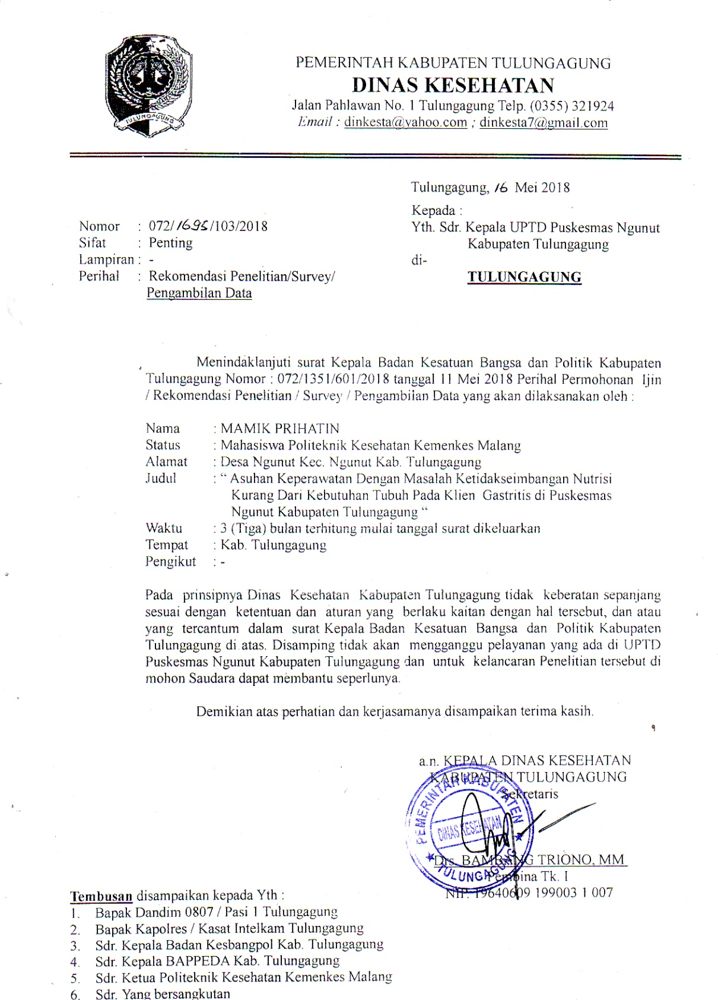 PEMERINTAH KABUPATEN TULUNGAGUNG
DINAS KESEHATAN
Jalan Pahlawan No. 1 Tulungagung Telp. (0355) 321924
Email : dinkesta@yahoo.com ; dinkesta7@gmail.com
TULUNGAGUNG
Tulungagung, 16 Mei 2018
Kepada :
Yth. Sdr. Kepala UPTD Puskesmas Ngunut
Kabupaten Tulungagung
di-
TULUNGAGUNG
Nomor : 072/1695/103/2018
Sifat : Penting
Lampiran : -
Perihal : Rekomendasi Penelitian/Survey/
Pengambilan Data
Menindaklanjuti surat Kepala Badan Kesatuan Bangsa dan Politik Kabupaten
Tulungagung Nomor : 072/1351/601/2018 tanggal 11 Mei 2018 Perihal Permohonan Ijin
/ Rekomendasi Penelitian / Survey / Pengambilan Data yang akan dilaksanakan oleh :
Nama : MAMIK PRIHATIN
Status : Mahasiswa Politeknik Kesehatan Kemenkes Malang
Alamat : Desa Ngunut Kec. Ngunut Kab. Tulungagung
Judul : “ Asuhan Keperawatan Dengan Masalah Ketidakseimbangan Nutrisi
Kurang Dari Kebutuhan Tubuh Pada Klien Gastritis di Puskesmas
Ngunut Kabupaten Tulungagung “
Waktu : 3 (Tiga) bulan terhitung mulai tanggal surat dikeluarkan
Tempat : Kab. Tulungagung
Pengikut : -
Pada prinsipnya Dinas Kesehatan Kabupaten Tulungagung tidak keberatan sepanjang
sesuai dengan ketentuan dan aturan yang berlaku kaitan dengan hal tersebut, dan atau
yang tercantum dalam surat Kepala Badan Kesatuan Bangsa dan Politik Kabupaten
Tulungagung di atas. Disamping tidak akan mengganggu pelayanan yang ada di UPTD
Puskesmas Ngunut Kabupaten Tulungagung dan untuk kelancaran Penelitian tersebut di
mohon Saudara dapat membantu seperlunya.
Demikian atas perhatian dan kerjasamanya disampaikan terima kasih.
a.n. KEPALA DINAS KESEHATAN
KABUPATEN TULUNGAGUNG
Sekretaris
PEMERINTAH KABUPATEN
DINAS KESEHATAN
TULUNGAGUNG
Drs. BAMBANG TRIONO, MM
Pembina Tk. I
NIP. 19640609 199003 1 007
Tembusan disampaikan kepada Yth :
1. Bapak Dandim 0807 / Pasi 1 Tulungagung
2. Bapak Kapolres / Kasat Intelkam Tulungagung
3. Sdr. Kepala Badan Kesbangpol Kab. Tulungagung
4. Sdr. Kepala BAPPEDA Kab. Tulungagung
5. Sdr. Ketua Politeknik Kesehatan Kemenkes Malang
6. Sdr. Yang bersangkutan